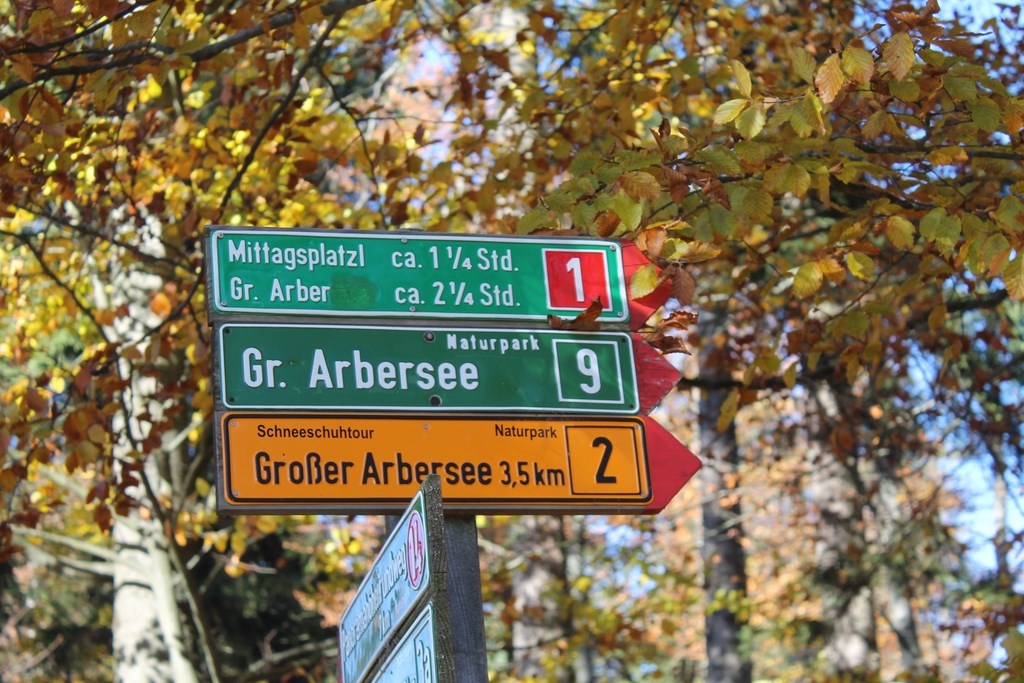 Mittagsplatzl ca. 1 1/4 Std.
Gr. Arber ca. 2 1/4 Std.
1
Naturpark
Gr. Arbersee 9
Schneeschuhtour Naturpark
Großer Arbersee 3,5 km 2